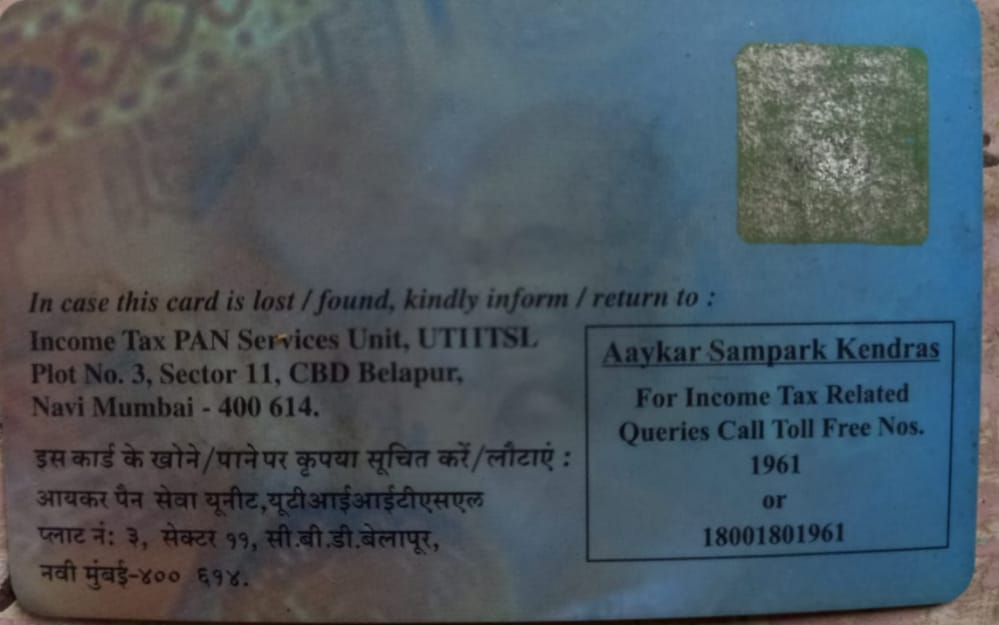 In case this card is lost / found, kindly inform / return to :
Income Tax PAN Services Unit, UTIITSL
Plot No. 3, Sector 11, CBD Belapur,
Navi Mumbai - 400 614.
इस कार्ड के खोने/पाने पर कृपया सूचित करें/लौटाएं :
आयकर पैन सेवा यूनीट,यूटीआईआईटीएसएल
प्लाट नं: ३, सेक्टर ११, सी.बी.डी.बेलापूर,
नवी मुंबई-४०० ६१४.
Aaykar Sampark Kendras
For Income Tax Related
Queries Call Toll Free Nos.
1961
or
18001801961